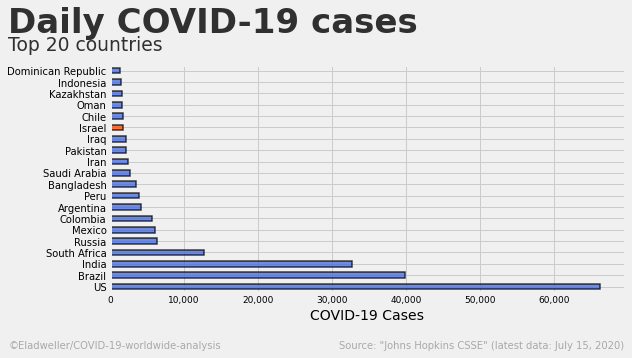 Daily COVID-19 cases
Top 20 countries
Dominican Republic
Indonesia
Kazakhstan
Oman
Chile
Israel
Iraq
Pakistan
Iran
Saudi Arabia
Bangladesh
Peru
Argentina
Colombia
Mexico
Russia
South Africa
India
Brazil
US
0 10,000 20,000 30,000 40,000 50,000 60,000
COVID-19 Cases
©Eladweller/COVID-19-worldwide-analysis
Source: "Johns Hopkins CSSE" (latest data: July 15, 2020)